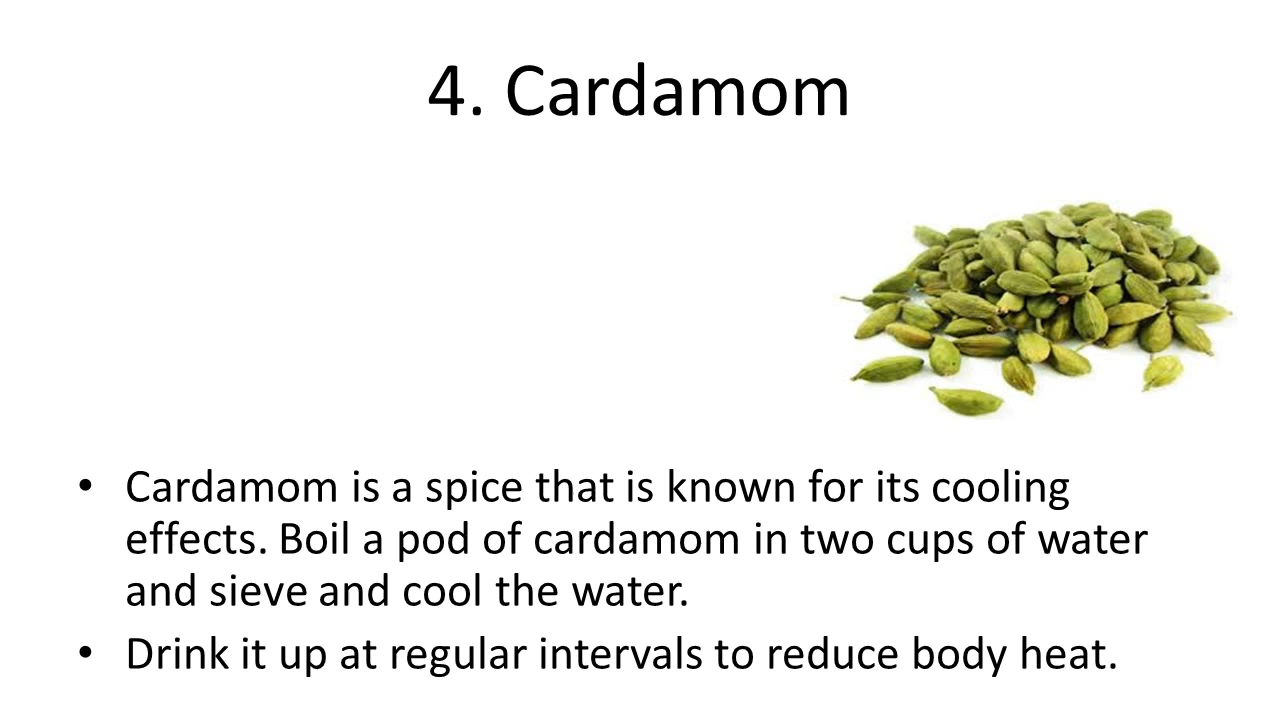 4. Cardamom
• Cardamom is a spice that is known for its cooling
effects. Boil a pod of cardamom in two cups of water
and sieve and cool the water.
• Drink it up at regular intervals to reduce body heat.